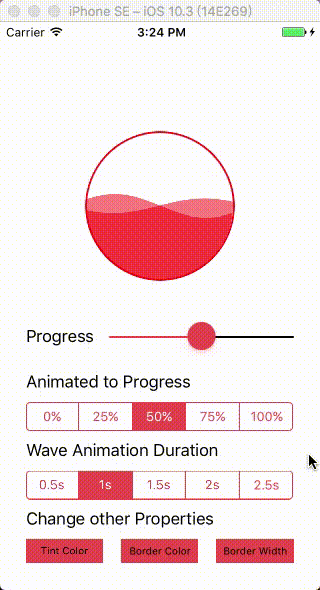 iPhone SE – iOS 10.3 (14E269)
Carrier 3:24 PM
Progress
Animated to Progress
0% 25% 50% 75% 100%
Wave Animation Duration
0.5s 1s 1.5s 2s 2.5s
Change other Properties
Tint Color Border Color Border Width